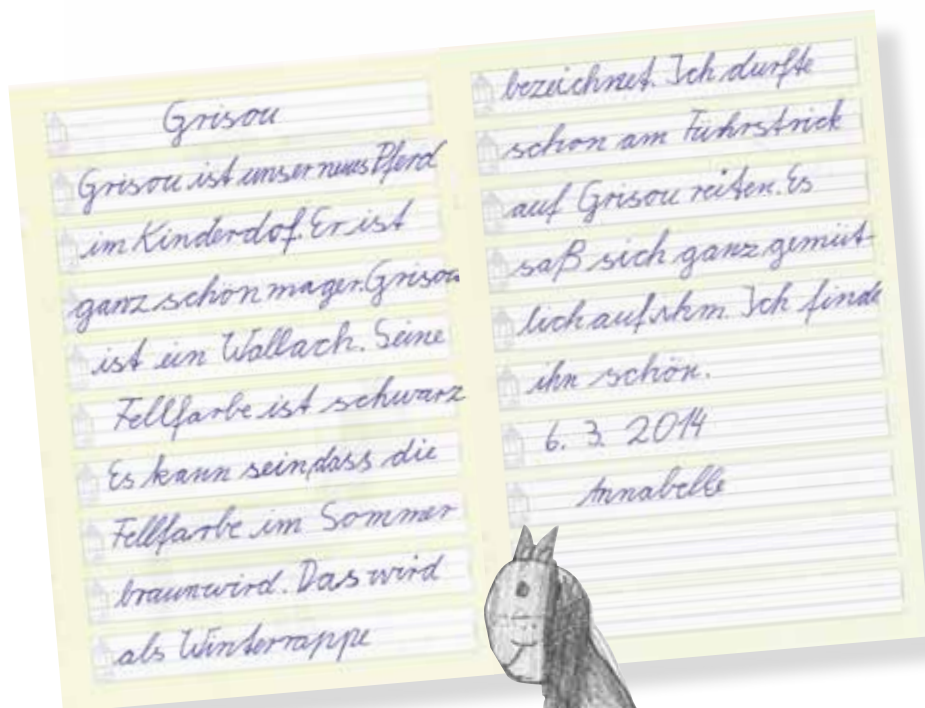 Grisou
Grisou ist unser neues Pferd
im Kinderdof. Er ist
ganz schön mager. Grisou
ist ein Wallach. Seine
Fellfarbe ist schwarz
Es kann sein, dass die
Fellfarbe im Sommer
braun wird. Das wird
als Winterrappe
bezeichnet. Ich durfte
schon am Führstrick
auf Grisou reiten. Es
saß sich ganz gemüt-
lich auf ihm. Ich finde
ihn schön.
6. 3. 2014
Annabelle